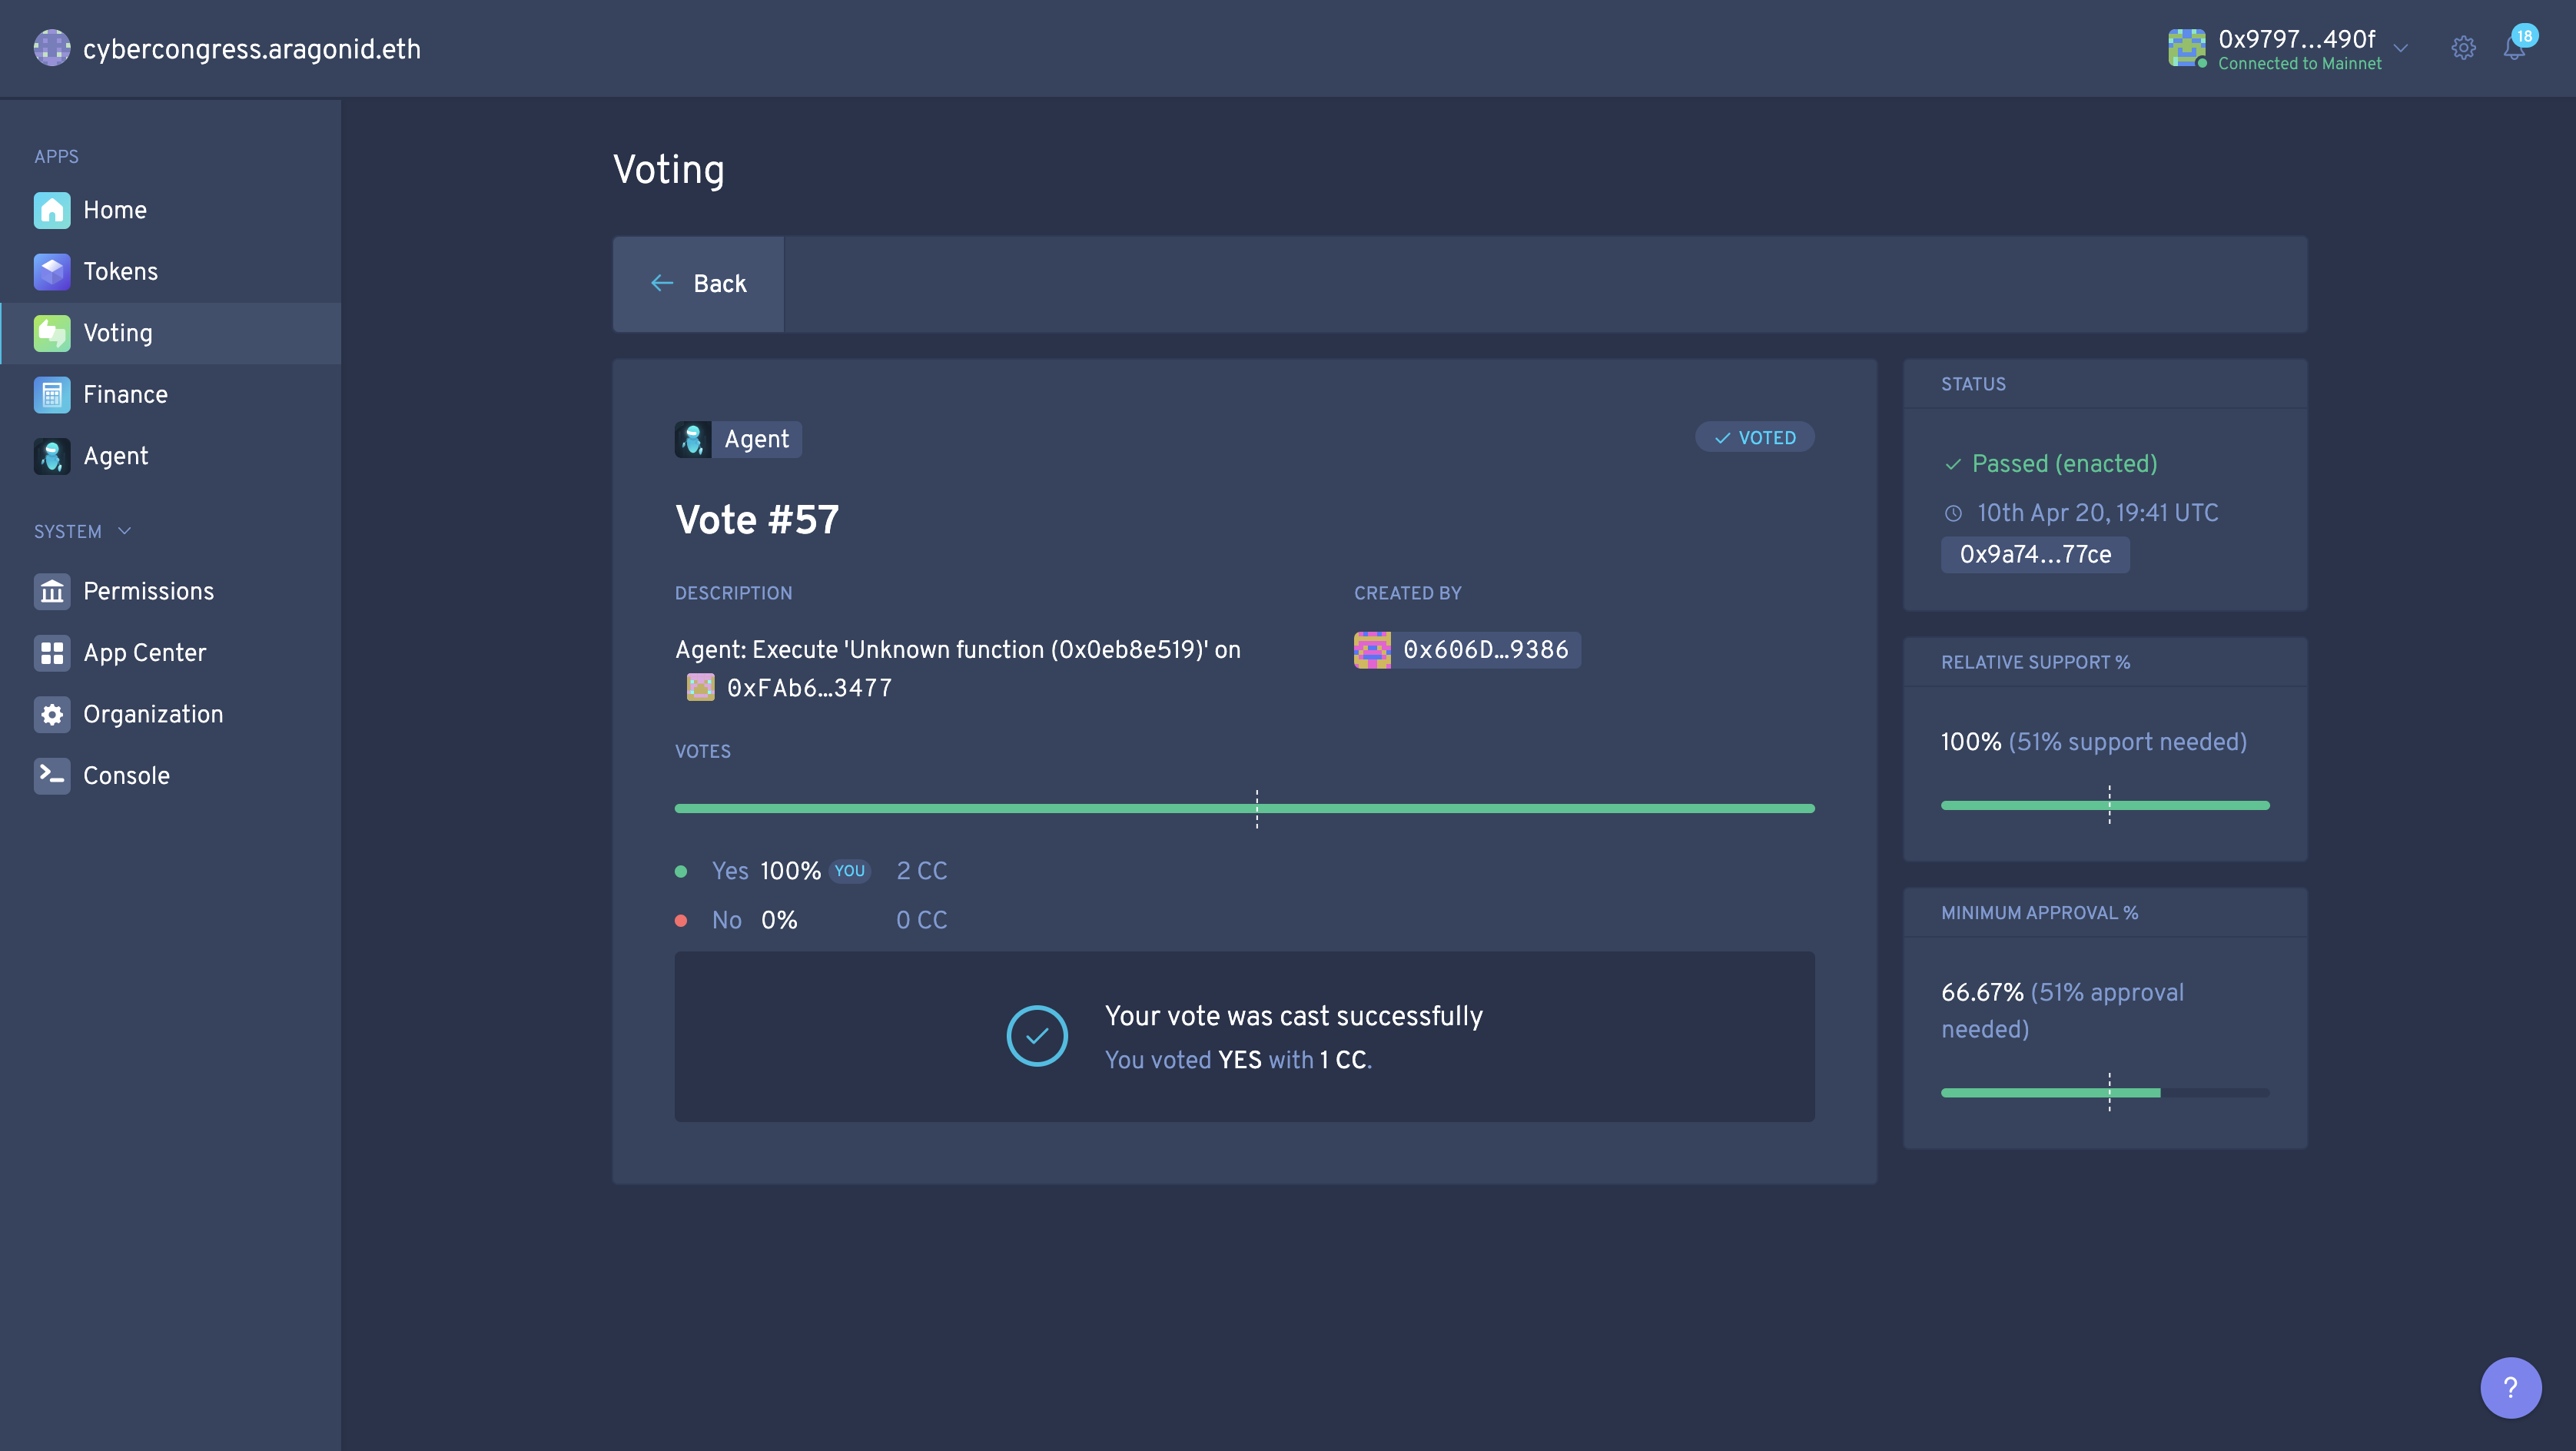 cybercongress.aragonid.eth
0x9797...490f
Connected to Mainnet
18
APPS
Home
Tokens
Voting
Finance
Agent
SYSTEM
Permissions
App Center
Organization
Console
Voting
Back
Agent
VOTED
Vote #57
DESCRIPTION
Agent: Execute 'Unknown function (0x0eb8e519)' on
0xFAb6…3477
CREATED BY
0x606D…9386
VOTES
Yes 100% YOU 2 CC
No 0% 0 CC
Your vote was cast successfully
You voted YES with 1 CC.
STATUS
Passed (enacted)
10th Apr 20, 19:41 UTC
0x9a74...77ce
RELATIVE SUPPORT %
100% (51% support needed)
MINIMUM APPROVAL %
66.67% (51% approval
needed)
?